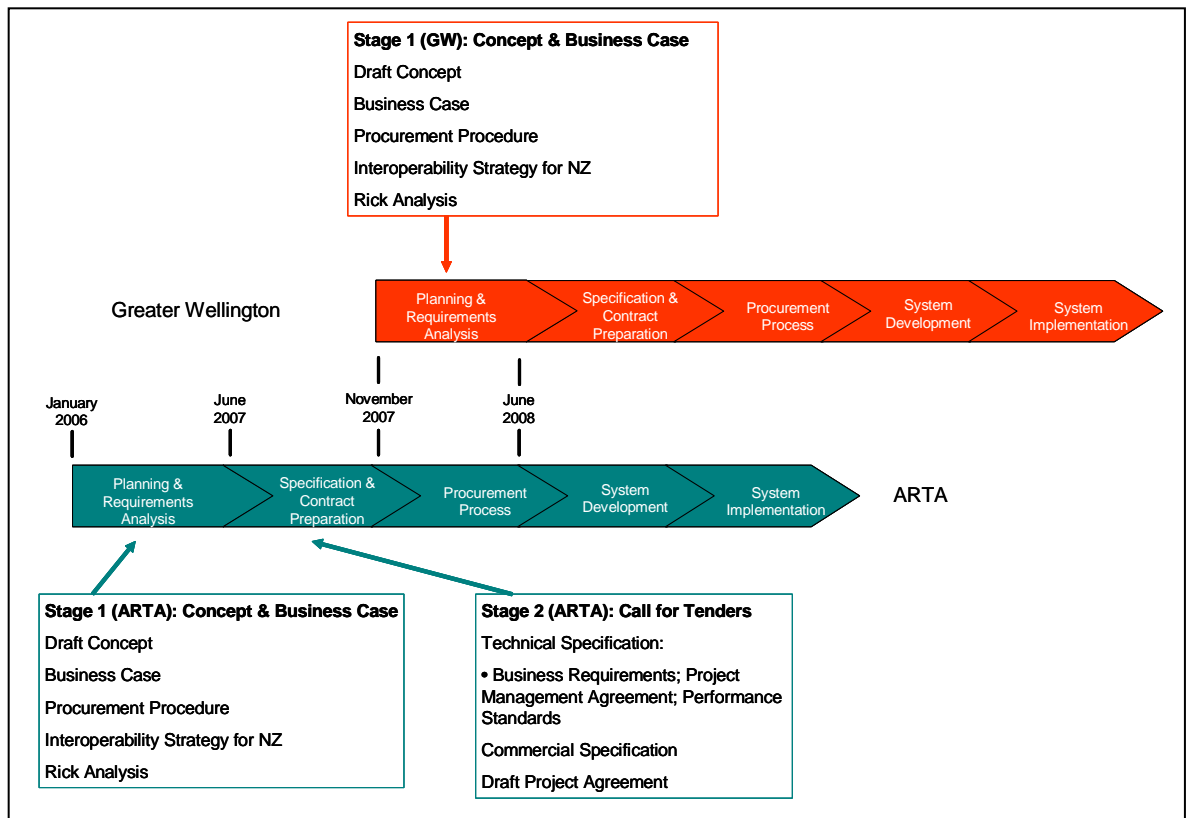 Stage 1 (GW): Concept & Business Case
Draft Concept
Business Case
Procurement Procedure
Interoperability Strategy for NZ
Rick Analysis
Greater Wellington
Planning &
Requirements
Analysis
Specification &
Contract
Preparation
Procurement
Process
System
Development
System
Implementation
January
2006
June
2007
November
2007
June
2008
Planning &
Requirements
Analysis
Specification &
Contract
Preparation
Procurement
Process
System
Development
System
Implementation
ARTA
Stage 1 (ARTA): Concept & Business Case
Draft Concept
Business Case
Procurement Procedure
Interoperability Strategy for NZ
Rick Analysis
Stage 2 (ARTA): Call for Tenders
Technical Specification:
• Business Requirements; Project
Management Agreement; Performance
Standards
Commercial Specification
Draft Project Agreement